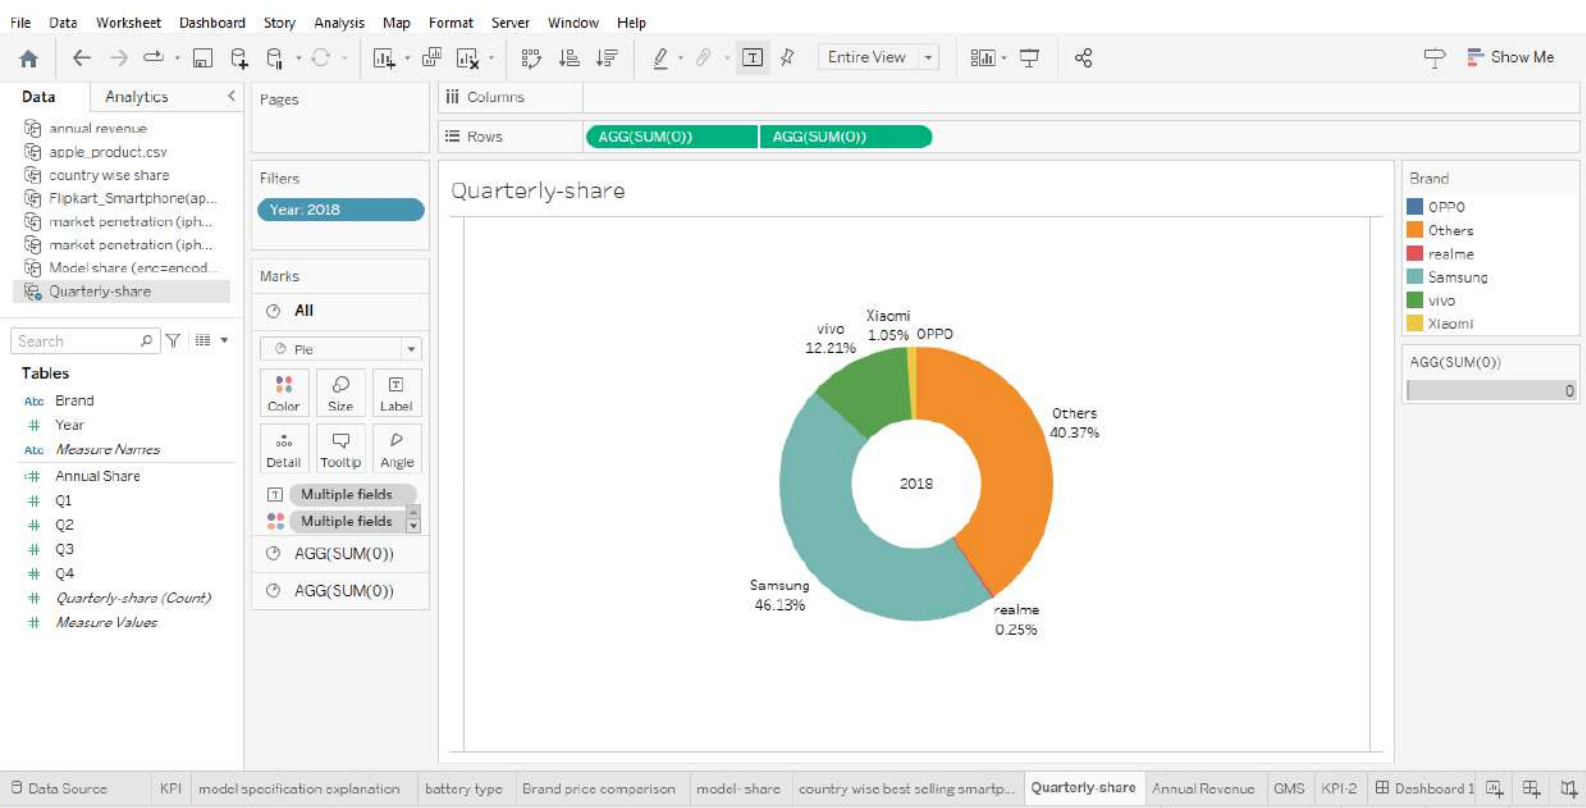 File Data Worksheet Dashboard Story Analysis Map Format Server Window Help
Entire View
Show Me
Data Analytics
annual revenue
apple_product.csv
country wise share
Flipkart_Smartphone(ap...
market penetration (iph...
market penetration (iph...
Model share (enc=encod...
Quarterly-share
Search
Tables
Abc Brand
# Year
Abc Measure Names
=# Annual Share
# Q1
# Q2
# Q3
# Q4
# Quarterly-share (Count)
# Measure Values
Pages
Filters
Year: 2018
Marks
All
Pie
Color Size Label
Detail Tooltip Angle
Multiple fields
Multiple fields
AGG(SUM(0))
AGG(SUM(0))
iii Columns
Rows AGG(SUM(0)) AGG(SUM(0))
Quarterly-share
vivo
12.21%
Xiaomi
1.05%
OPPO
Others
40.37%
2018
Samsung
46.13%
realme
0.25%
Brand
OPPO
Others
realme
Samsung
vivo
Xiaomi
AGG(SUM(0))
0
Data Source KPI model specification explanation battery type Brand price comparison model- share country wise best selling smartp... Quarterly-share Annual Revenue GMS KPI-2 Dashboard 1